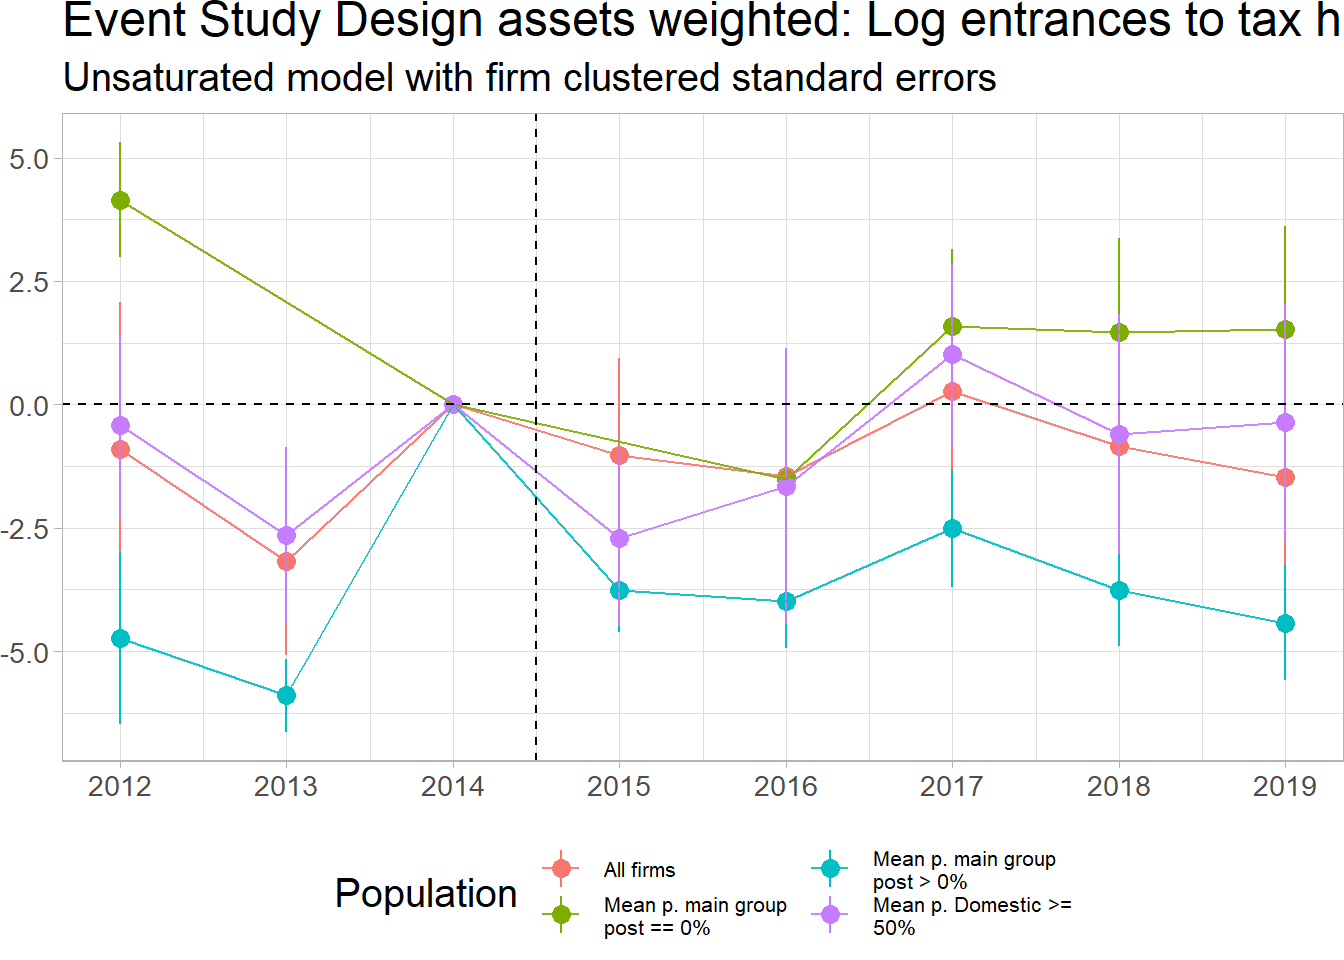 Event Study Design assets weighted: Log entrances to tax h
Unsaturated model with firm clustered standard errors
5.0
2.5
0.0
-2.5
-5.0
2012 2013 2014 2015 2016 2017 2018 2019
Population
All firms
Mean p. main group
post == 0%
Mean p. main group
post > 0%
Mean p. Domestic >=
50%